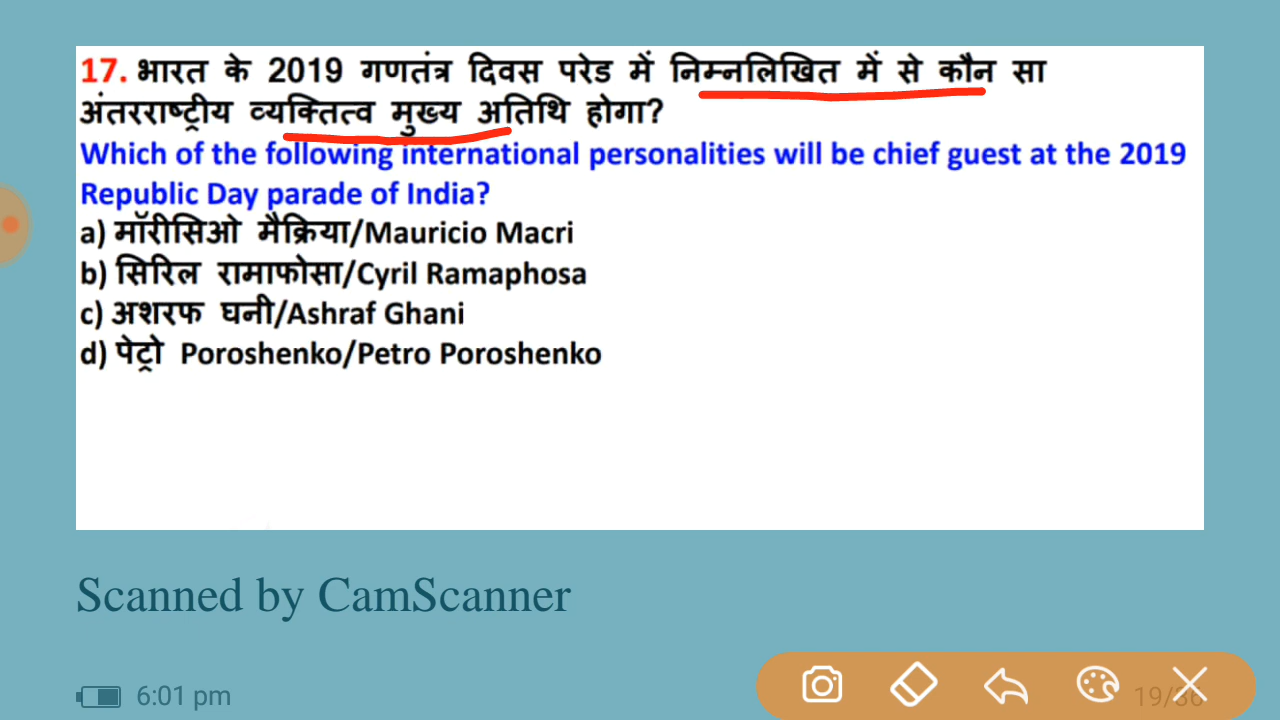 17. भारत के 2019 गणतंत्र दिवस परेड में निम्नलिखित में से कौन सा
अंतरराष्ट्रीय व्यक्तित्व मुख्य अतिथि होगा?
Which of the following international personalities will be chief guest at the 2019
Republic Day parade of India?
a) मॉरीसिओ मैक्रिया/Mauricio Macri
b) सिरिल रामाफोसा/Cyril Ramaphosa
c) अशरफ घनी/Ashraf Ghani
d) पेट्रो Poroshenko/Petro Poroshenko
Scanned by CamScanner
6:01 pm
19/36